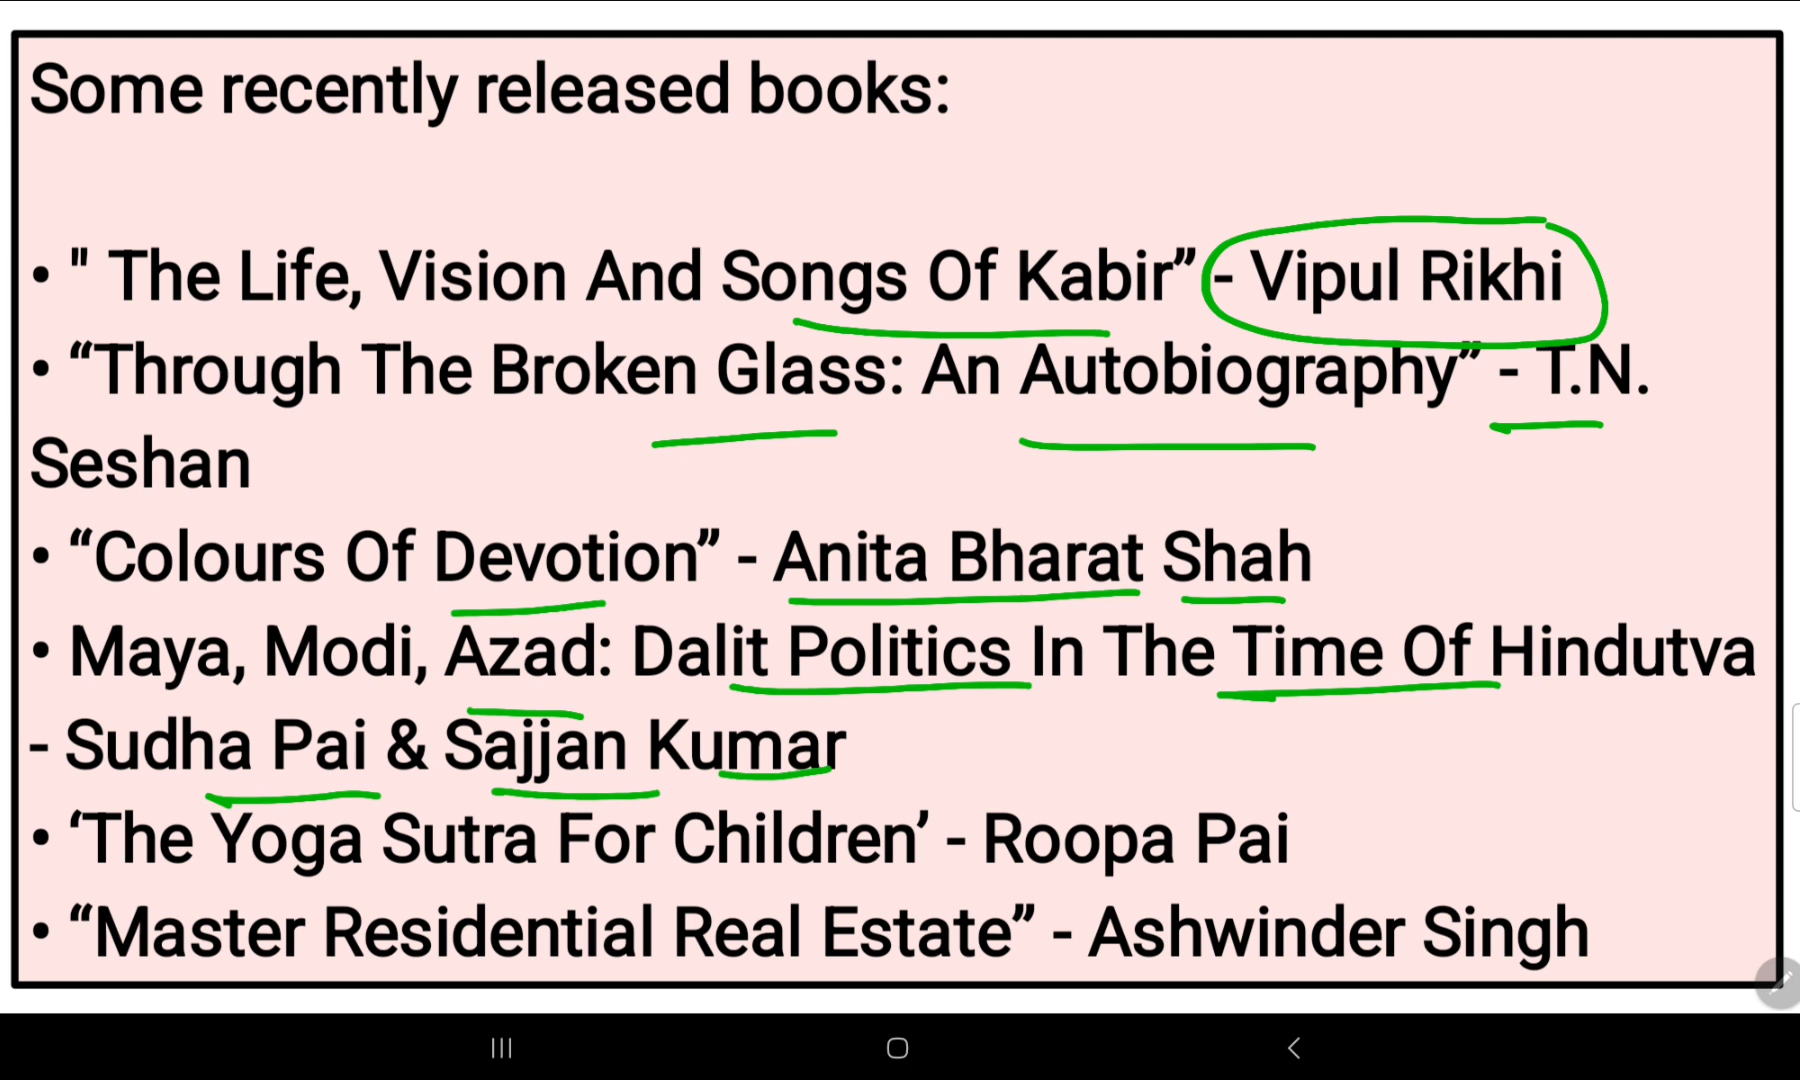 Some recently released books:
• " The Life, Vision And Songs Of Kabir” - Vipul Rikhi
• “Through The Broken Glass: An Autobiography” - T.N.
Seshan
• “Colours Of Devotion” - Anita Bharat Shah
• Maya, Modi, Azad: Dalit Politics In The Time Of Hindutva
- Sudha Pai & Sajjan Kumar
• ‘The Yoga Sutra For Children’ - Roopa Pai
• “Master Residential Real Estate” - Ashwinder Singh